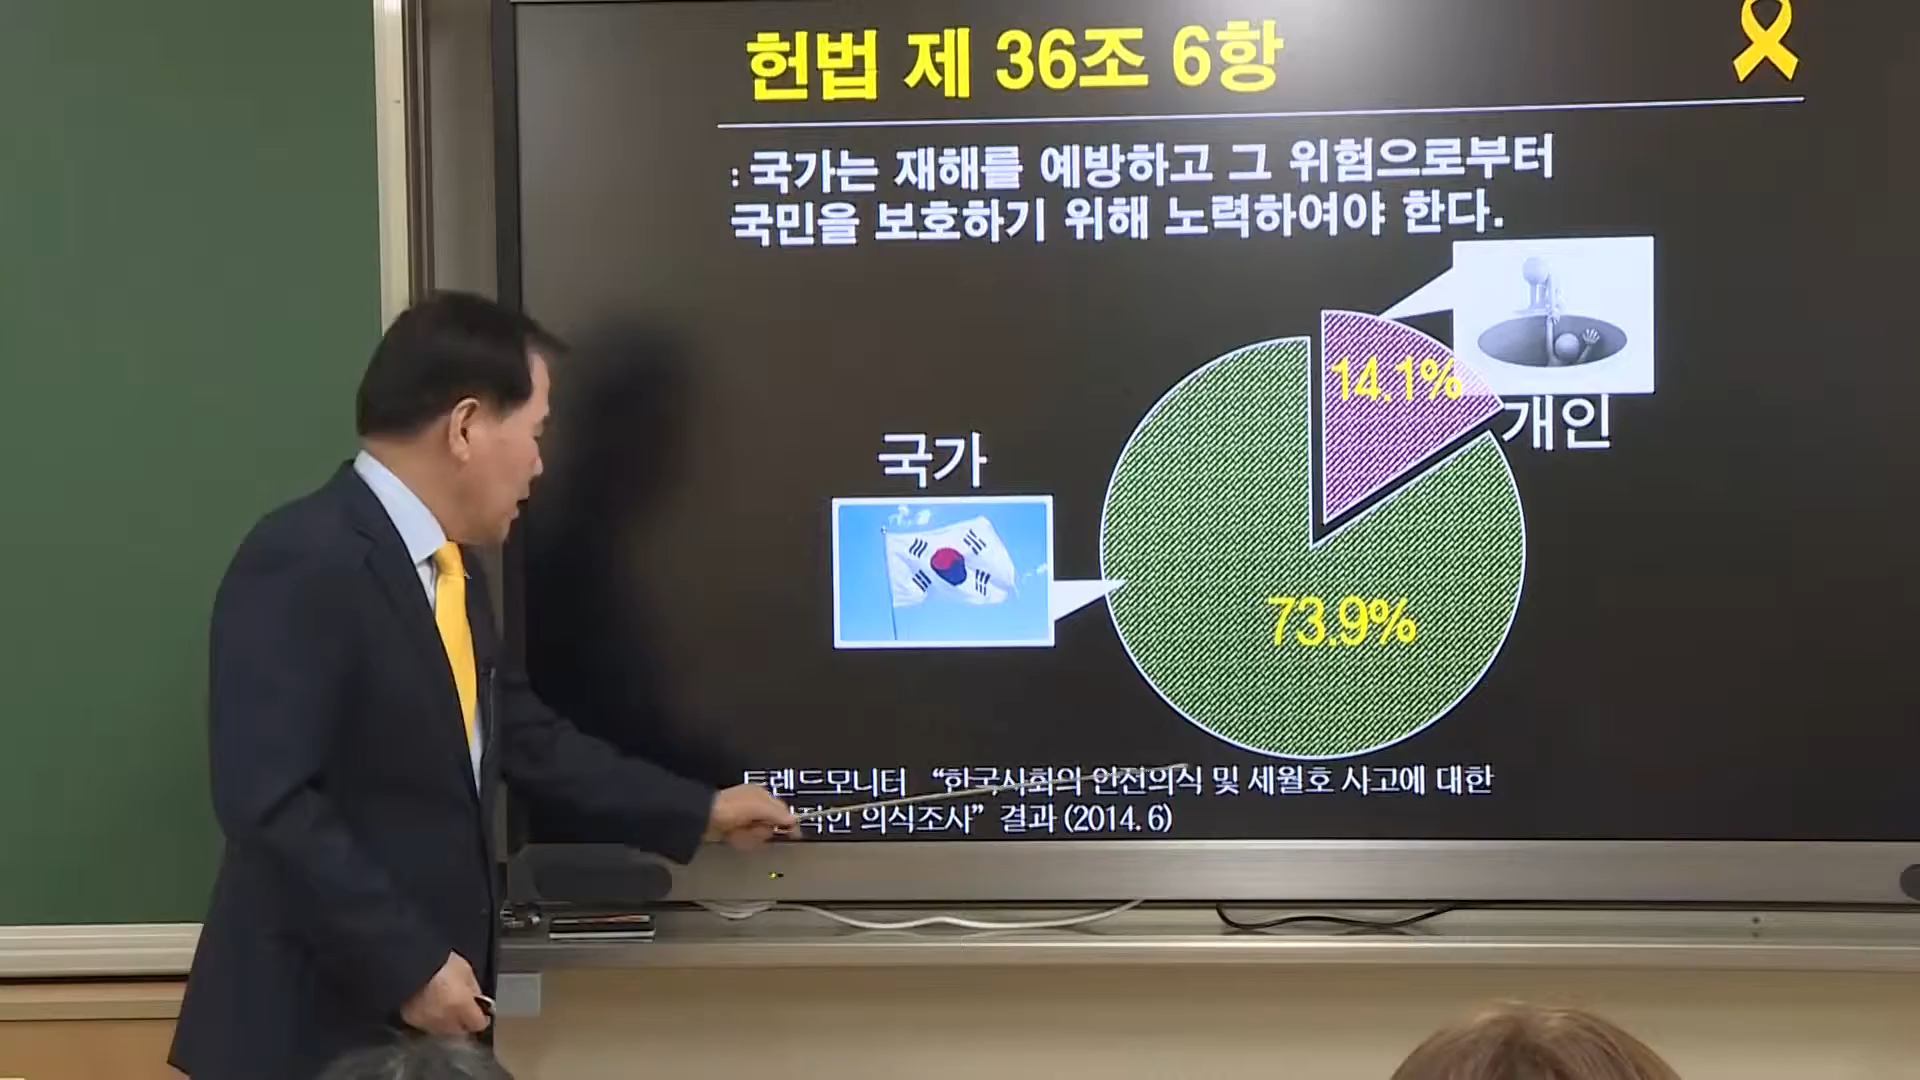 헌법 제 36조 6항
: 국가는 재해를 예방하고 그 위험으로부터
국민을 보호하기 위해 노력하여야 한다.
14.1%
개인
국가
73.9%
트렌드모니터 “한국사회의 안전의식 및 세월호 사고에 대한
의식조사” 결과 (2014. 6)